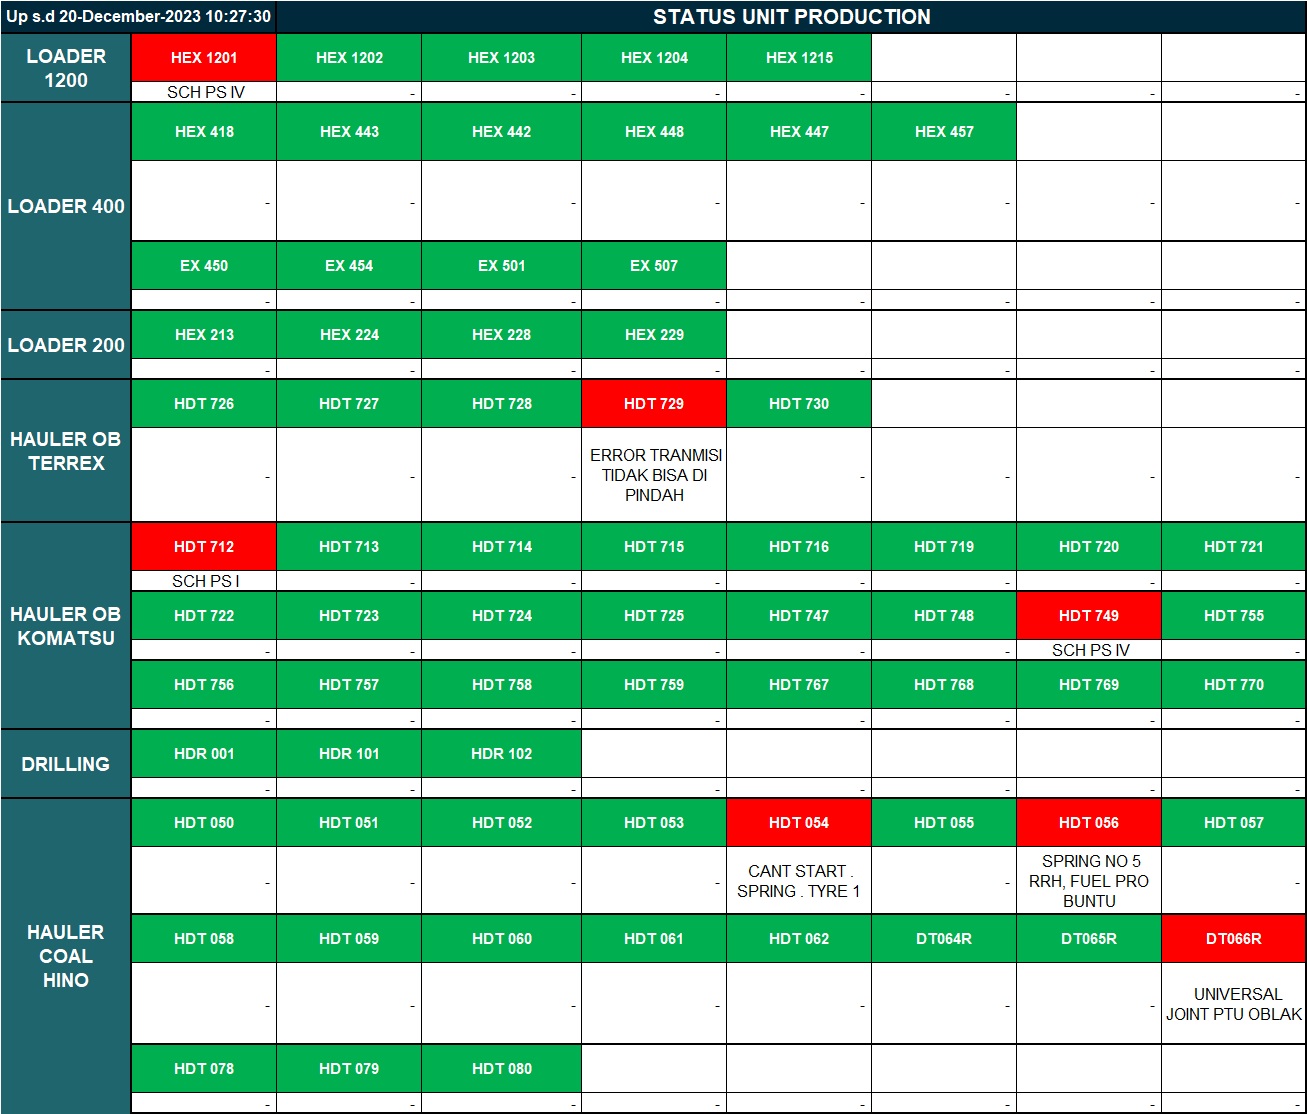 Up s.d 20-December-2023 10:27:30 STATUS UNIT PRODUCTION
LOADER
1200
HEX 1201 HEX 1202 HEX 1203 HEX 1204 HEX 1215
SCH PS IV - - - - - - -
LOADER 400
HEX 418 HEX 443 HEX 442 HEX 448 HEX 447 HEX 457
- - - - - - - -
EX 450 EX 454 EX 501 EX 507
- - - - - - - -
LOADER 200
HEX 213 HEX 224 HEX 228 HEX 229
- - - - - - - -
HAULER OB
TERREX
HDT 726 HDT 727 HDT 728 HDT 729 HDT 730
- - - ERROR TRANMISI
TIDAK BISA DI
PINDAH - - - -
HAULER OB
KOMATSU
HDT 712 HDT 713 HDT 714 HDT 715 HDT 716 HDT 719 HDT 720 HDT 721
SCH PS I - - - - - - -
HDT 722 HDT 723 HDT 724 HDT 725 HDT 747 HDT 748 HDT 749 HDT 755
- - - - - - SCH PS IV -
HDT 756 HDT 757 HDT 758 HDT 759 HDT 767 HDT 768 HDT 769 HDT 770
- - - - - - - -
DRILLING
HDR 001 HDR 101 HDR 102
- - - - - - - -
HAULER
COAL
HINO
HDT 050 HDT 051 HDT 052 HDT 053 HDT 054 HDT 055 HDT 056 HDT 057
- - - - CANT START .
SPRING . TYRE 1 - SPRING NO 5
RRH, FUEL PRO
BUNTU -
HDT 058 HDT 059 HDT 060 HDT 061 HDT 062 DT064R DT065R DT066R
- - - - - - - UNIVERSAL
JOINT PTU OBLAK
HDT 078 HDT 079 HDT 080
- - - - - - - -